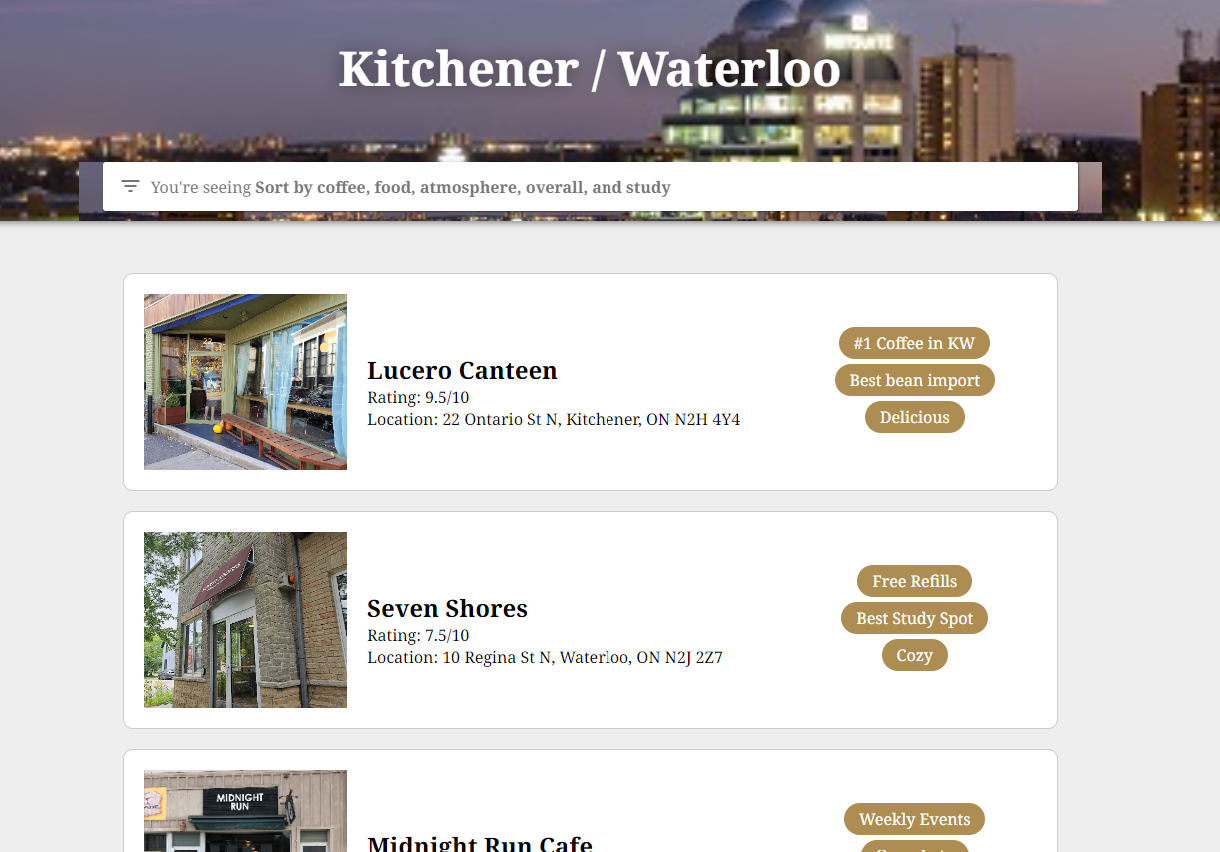 Kitchener / Waterloo
You're seeing Sort by coffee, food, atmosphere, overall, and study
#1 Coffee in KW
Best bean import
Delicious
Lucero Canteen
Rating: 9.5/10
Location: 22 Ontario St N, Kitchener, ON N2H 4Y4
22
Free Refills
Best Study Spot
Cozy
Seven Shores
Rating: 7.5/10
Location: 10 Regina St N, Waterloo, ON N2J 2Z7
MIDNIGHT
RUN
Weekly Events
Midnight Run Cafe